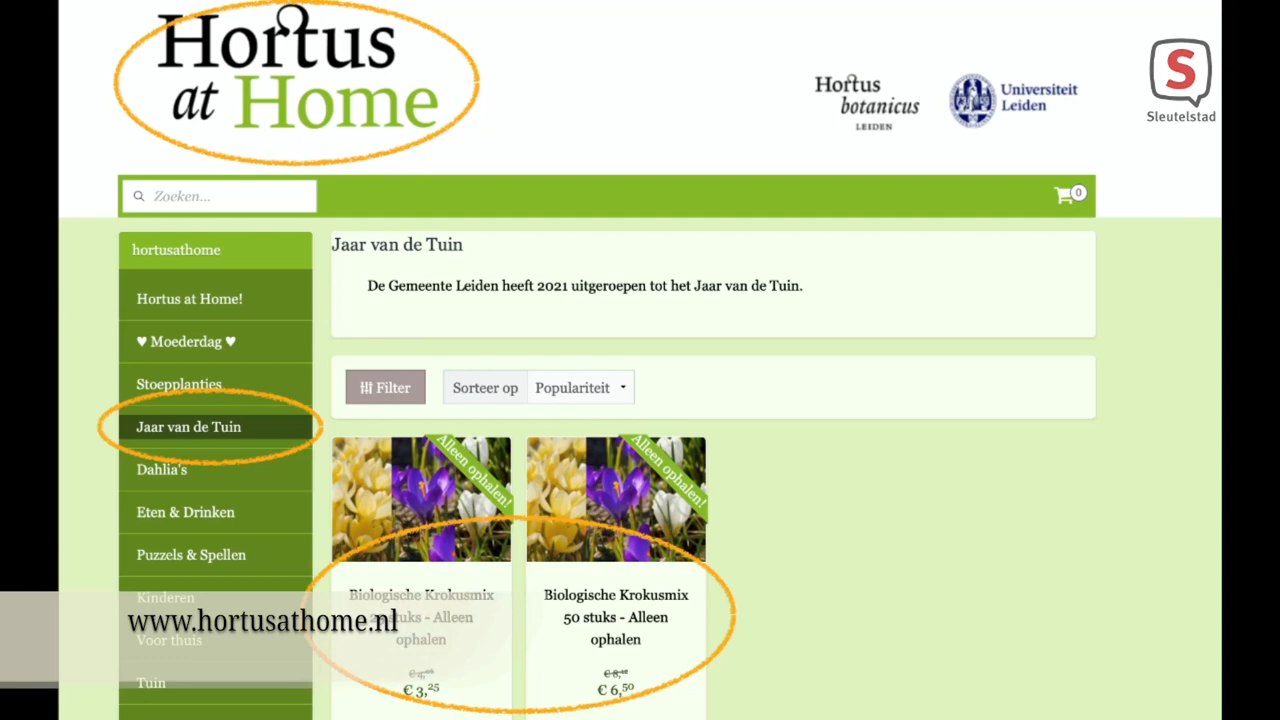 Hortus
at Home
Hortus
botanicus
LEIDEN
Universiteit
Leiden
S
Sleutelstad
Zoeken...
0
hortusathome
Hortus at Home!
♥ Moederdag ♥
Stoepplantjes
Jaar van de Tuin
Dahlia's
Eten & Drinken
Puzzels & Spellen
Kinderen
Voor thuis
Tuin
www.hortusathome.nl
Jaar van de Tuin
De Gemeente Leiden heeft 2021 uitgeroepen tot het Jaar van de Tuin.
Filter
Sorteer op
Populariteit
Alleen ophalen!
Biologische Krokusmix
stuks - Alleen
ophalen
€ 3,25
Alleen ophalen!
Biologische Krokusmix
50 stuks - Alleen
ophalen
€ 6,50